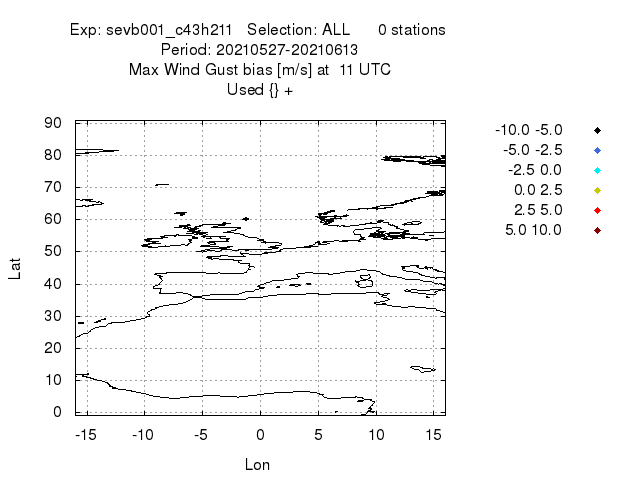 Exp: sevb001_c43h211 Selection: ALL 0 stations
Period: 20210527-20210613
Max Wind Gust bias [m/s] at 11 UTC
Used {} +
90
80
70
60
50
40
30
20
10
0
Lat
-15 -10 -5 0 5 10 15
Lon
-10.0 -5.0
-5.0 -2.5
-2.5 0.0
0.0 2.5
2.5 5.0
5.0 10.0